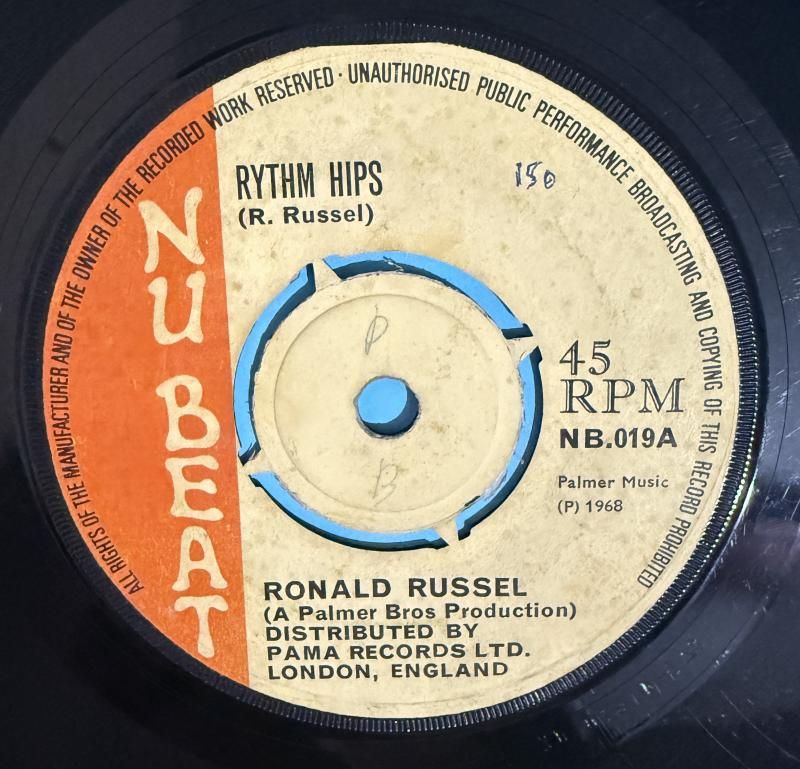 ALL RIGHTS OF THE MANUFACTURER AND OF THE OWNER OF THE RECORDED WORK RESERVED · UNAUTHORISED PUBLIC PERFORMANCE BROADCASTING AND COPYING OF THIS RECORD PROHIBITED
NU BEAT
RYTHM HIPS
(R. Russel)
150
P
B
45
RPM
NB.019A
Palmer Music
(P) 1968
RONALD RUSSEL
(A Palmer Bros Production)
DISTRIBUTED BY
PAMA RECORDS LTD.
LONDON, ENGLAND